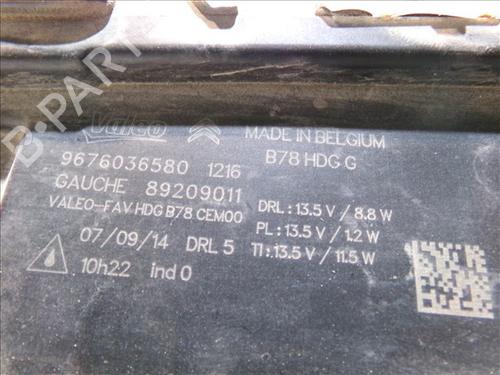 Valeo MADE IN BELGIUM
9676036580 1216 B78 HDG G
GAUCHE 89209011
VALEO-FAV HDG B78 CEM00
DRL : 13.5 V / 8.8 W
PL : 13.5 V / 1.2 W
TI : 13.5 V / 11.5 W
07/09/14 DRL 5
10h22 ind 0
B-PARTS